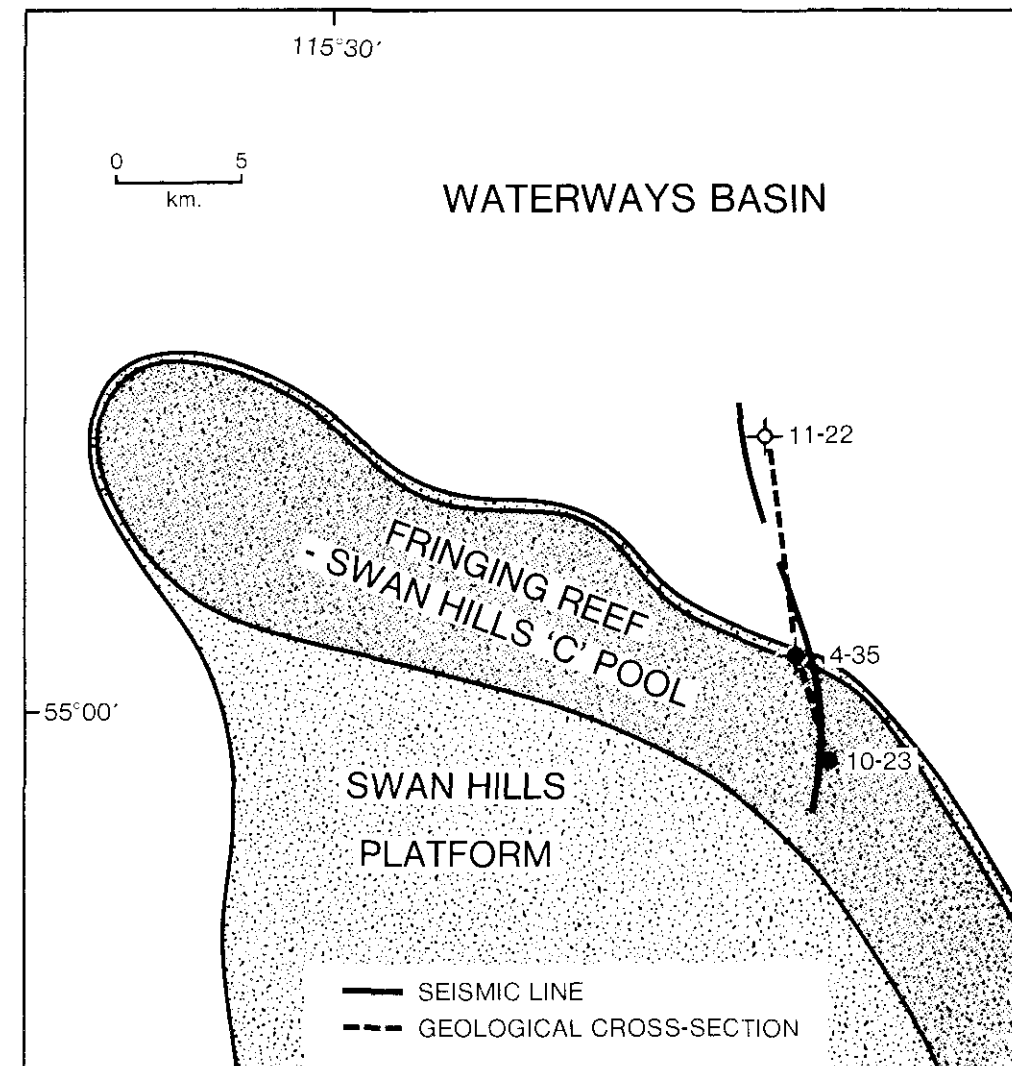 115°30'
0 5
km.
WATERWAYS BASIN
11-22
FRINGING REEF
- SWAN HILLS 'C' POOL
4-35
55°00'
10-23
SWAN HILLS
PLATFORM
SEISMIC LINE
GEOLOGICAL CROSS-SECTION